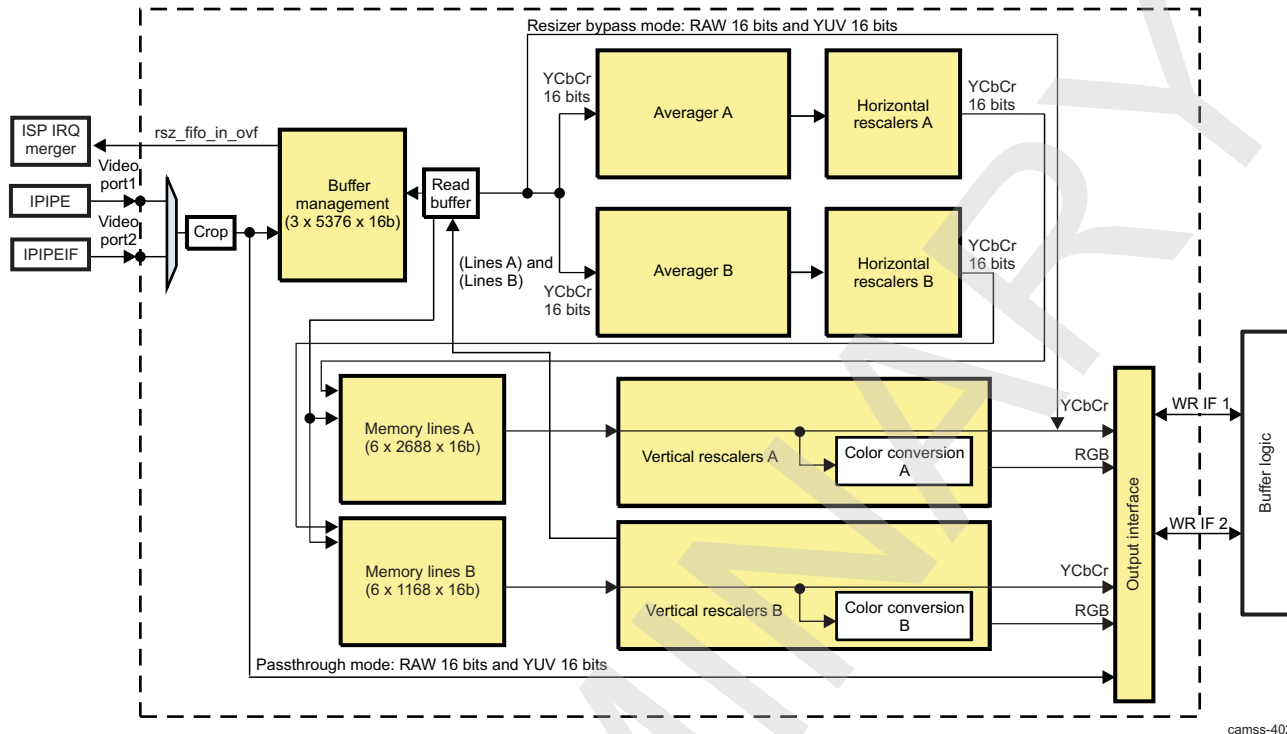 Resizer bypass mode: RAW 16 bits and YUV 16 bits
ISP IRQ
merger
rsz_fifo_in_ovf
Video
port1
IPIPE
Video
port2
IPIPEIF
Crop
Buffer
management
(3 x 5376 x 16b)
Read
buffer
YCbCr
16 bits
Averager A
Horizontal
rescalers A
YCbCr
16 bits
(Lines A) and
(Lines B)
YCbCr
16 bits
Averager B
Horizontal
rescalers B
YCbCr
16 bits
Memory lines A
(6 x 2688 x 16b)
Vertical rescalers A
Color conversion
A
YCbCr
RGB
Memory lines B
(6 x 1168 x 16b)
Vertical rescalers B
Color conversion
B
YCbCr
RGB
Output interface
WR IF 1
WR IF 2
Buffer logic
Passthrough mode: RAW 16 bits and YUV 16 bits